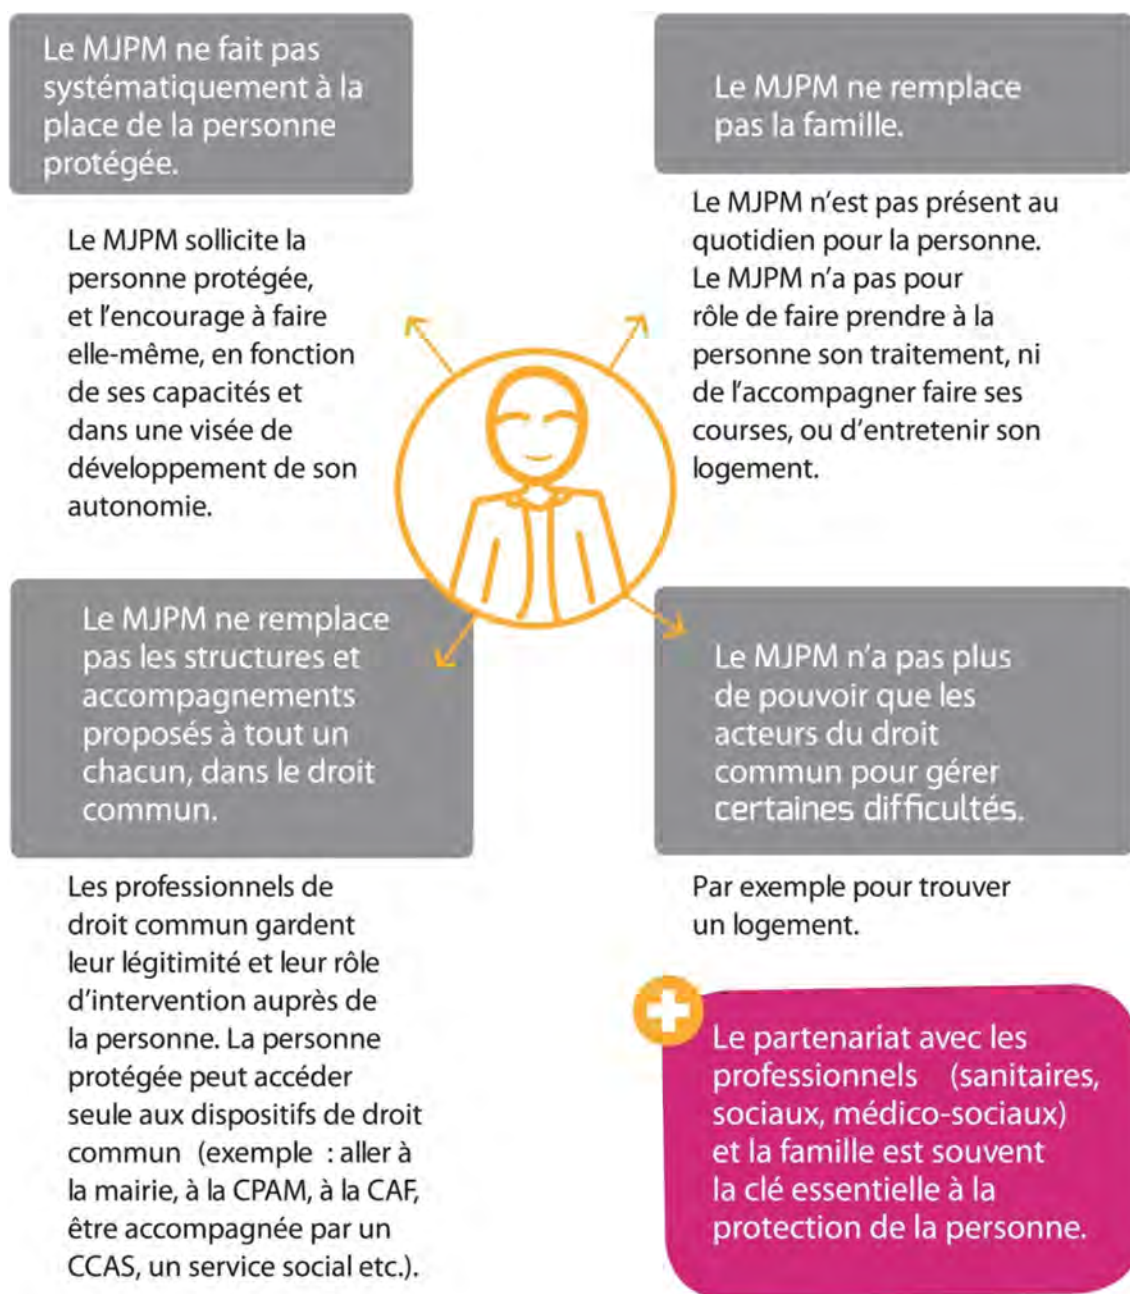 Le MJPM ne fait pas
systématiquement à la
place de la personne
protégée.
Le MJPM sollicite la
personne protégée,
et l'encourage à faire
elle-même, en fonction
de ses capacités et
dans une visée de
développement de son
autonomie.
Le MJPM ne remplace
pas la famille.
Le MJPM n'est pas présent au
quotidien pour la personne.
Le MJPM n'a pas pour
rôle de faire prendre à la
personne son traitement, ni
de l'accompagner faire ses
courses, ou d'entretenir son
logement.
Le MJPM ne remplace
pas les structures et
accompagnements
proposés à tout un
chacun, dans le droit
commun.
Les professionnels de
droit commun gardent
leur légitimité et leur rôle
d'intervention auprès de
la personne. La personne
protégée peut accéder
seule aux dispositifs de droit
commun (exemple : aller à
la mairie, à la CPAM, à la CAF,
être accompagnée par un
CCAS, un service social etc.).
Le MJPM n'a pas plus
de pouvoir que les
acteurs du droit
commun pour gérer
certaines difficultés.
Par exemple pour trouver
un logement.
Le partenariat avec les
professionnels (sanitaires,
sociaux, médico-sociaux)
et la famille est souvent
la clé essentielle à la
protection de la personne.